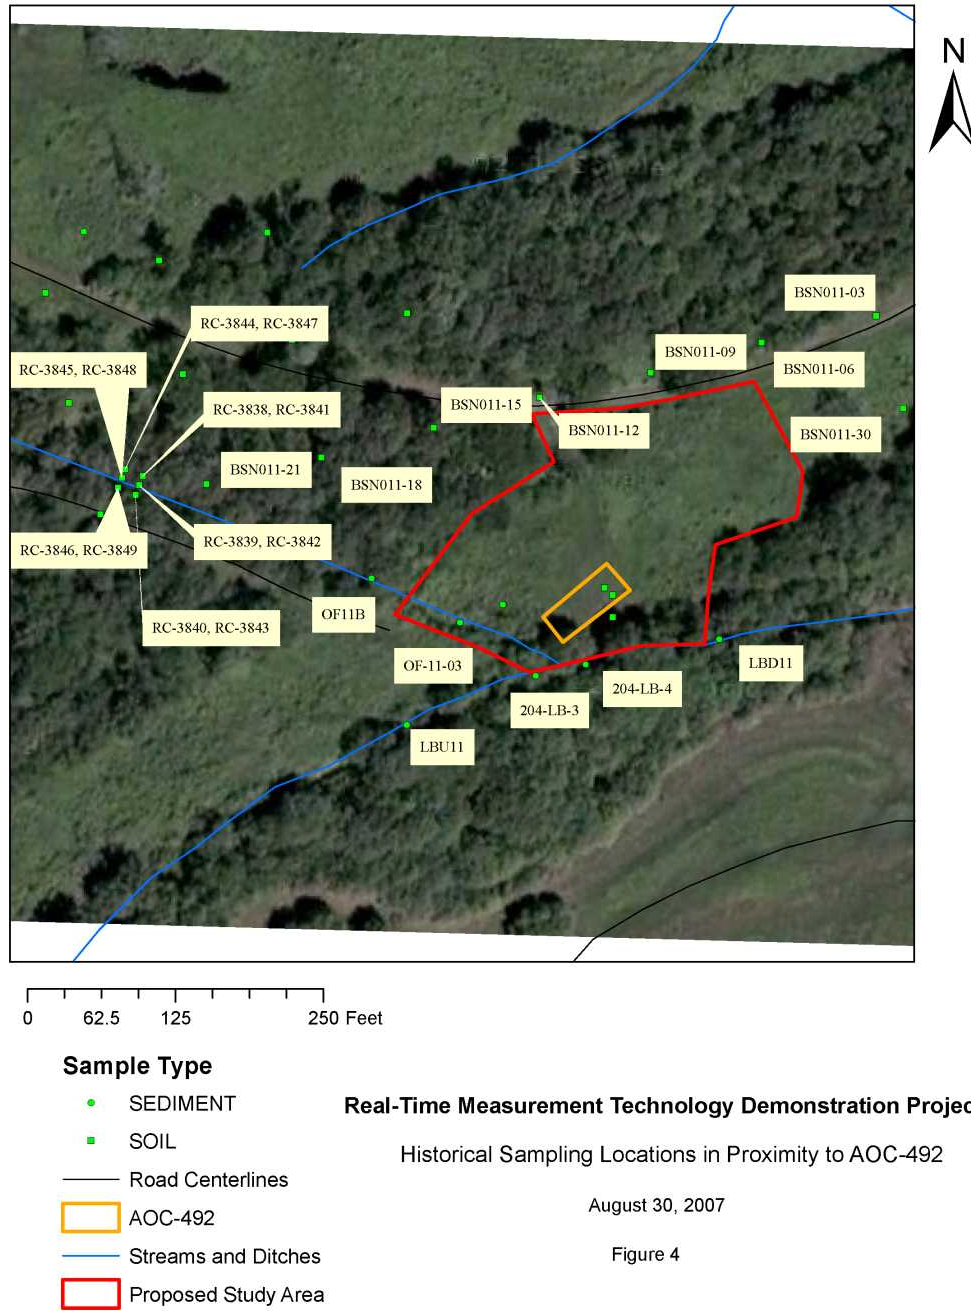 N
BSN011-03
RC-3844, RC-3847
BSN011-09
RC-3845, RC-3848
BSN011-06
RC-3838, RC-3841
BSN011-15
BSN011-12
BSN011-30
BSN011-21
BSN011-18
RC-3839, RC-3842
RC-3846, RC-3849
OF11B
RC-3840, RC-3843
OF-11-03
LBD11
204-LB-4
204-LB-3
LBU11
0 62.5 125 250 Feet
Sample Type
SEDIMENT
SOIL
Road Centerlines
AOC-492
Streams and Ditches
Proposed Study Area
Real-Time Measurement Technology Demonstration Projec
Historical Sampling Locations in Proximity to AOC-492
August 30, 2007
Figure 4